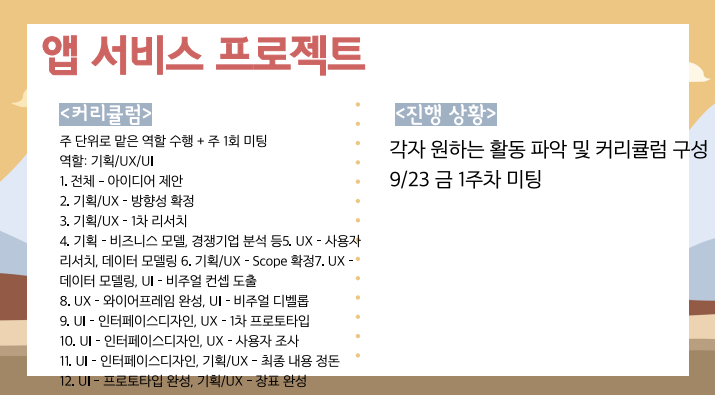 앱 서비스 프로젝트
<커리큘럼>
주 단위로 맡은 역할 수행 + 주 1회 미팅
역할: 기획/UX/UI
1. 전체 - 아이디어 제안
2. 기획/UX - 방향성 확정
3. 기획/UX - 1차 리서치
4. 기획 - 비즈니스 모델, 경쟁기업 분석 등5. UX - 사용자
리서치, 데이터 모델링 6. 기획/UX - Scope 확정7. UX -
데이터 모델링, UI - 비주얼 컨셉 도출
8. UX - 와이어프레임 완성, UI - 비주얼 디벨롭
9. UI - 인터페이스디자인, UX - 1차 프로토타입
10. UI - 인터페이스디자인, UX - 사용자 조사
11. UI - 인터페이스디자인, 기획/UX - 최종 내용 정돈
12. UI - 프로토타입 완성, 기획/UX - 장표 완성
<진행 상황>
각자 원하는 활동 파악 및 커리큘럼 구성
9/23 금 1주차 미팅